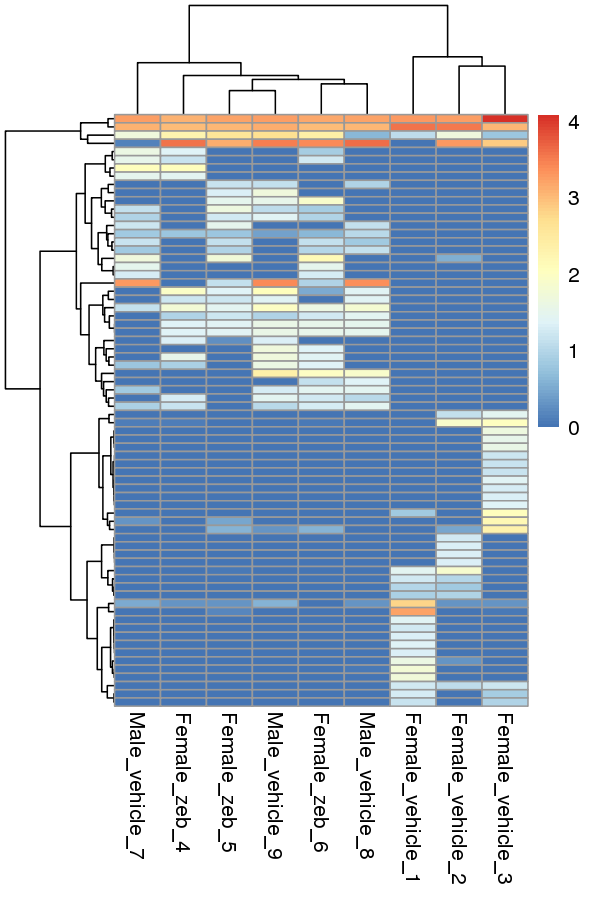 4
3
2
1
0
Male_vehicle_7
Female_zeb_4
Female_zeb_5
Male_vehicle_9
Female_zeb_6
Male_vehicle_8
Female_vehicle_1
Female_vehicle_2
Female_vehicle_3